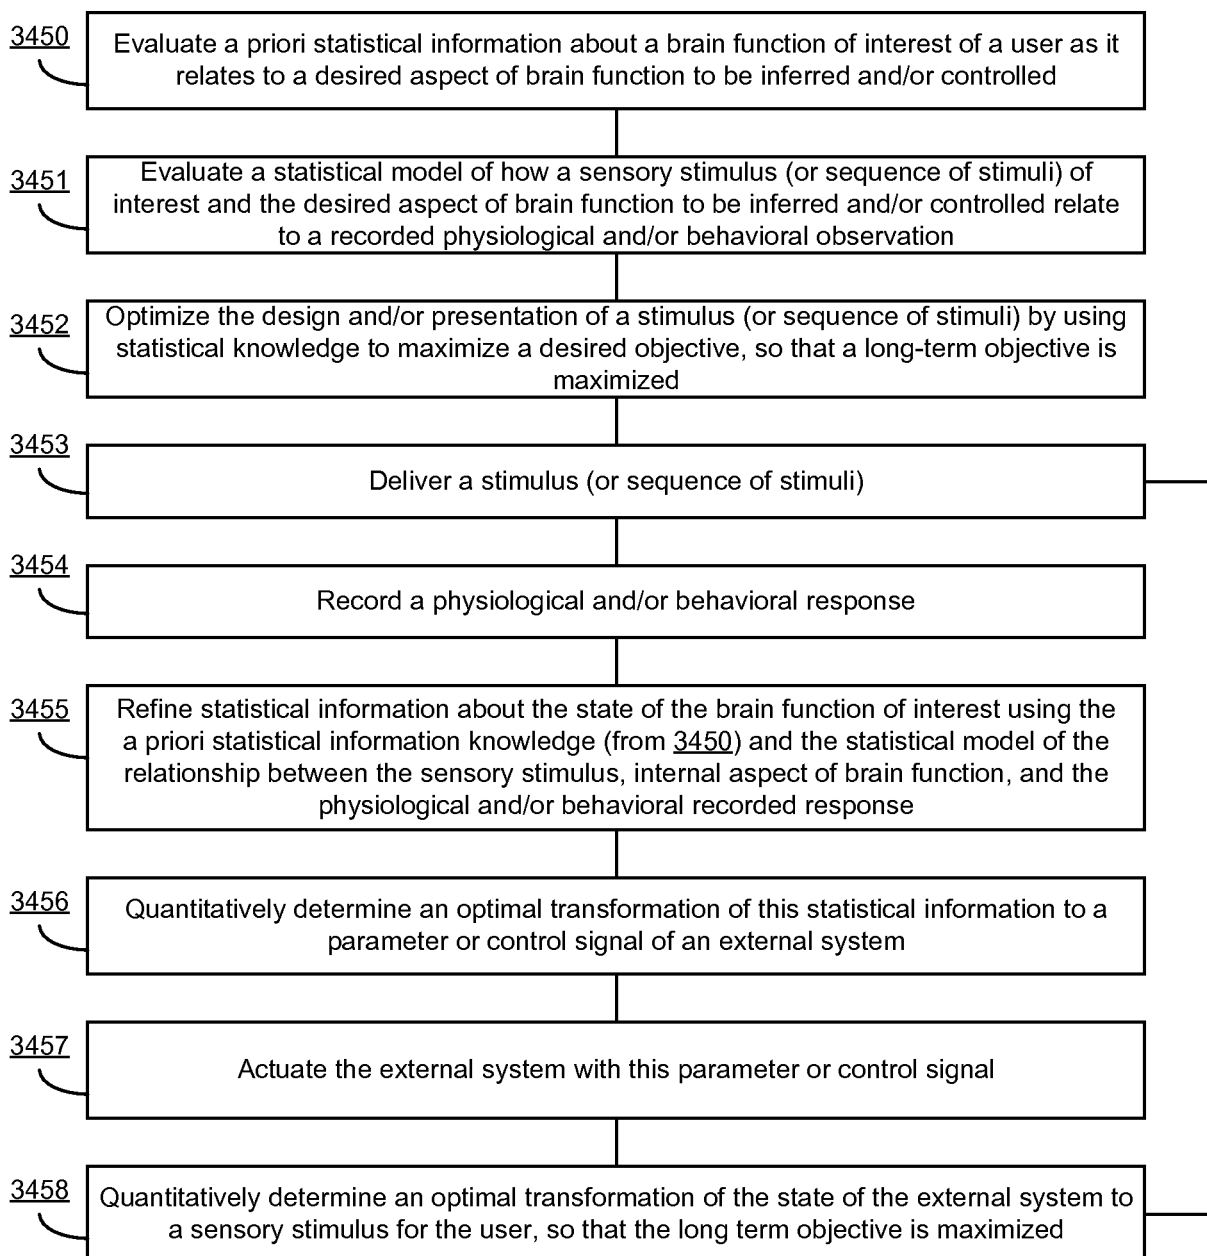 3450
Evaluate a priori statistical information about a brain function of interest of a user as it
relates to a desired aspect of brain function to be inferred and/or controlled
3451
Evaluate a statistical model of how a sensory stimulus (or sequence of stimuli) of
interest and the desired aspect of brain function to be inferred and/or controlled relate
to a recorded physiological and/or behavioral observation
3452
Optimize the design and/or presentation of a stimulus (or sequence of stimuli) by using
statistical knowledge to maximize a desired objective, so that a long-term objective is
maximized
3453
Deliver a stimulus (or sequence of stimuli)
3454
Record a physiological and/or behavioral response
3455
Refine statistical information about the state of the brain function of interest using the
a priori statistical information knowledge (from 3450) and the statistical model of the
relationship between the sensory stimulus, internal aspect of brain function, and the
physiological and/or behavioral recorded response
3456
Quantitatively determine an optimal transformation of this statistical information to a
parameter or control signal of an external system
3457
Actuate the external system with this parameter or control signal
3458
Quantitatively determine an optimal transformation of the state of the external system to
a sensory stimulus for the user, so that the long term objective is maximized